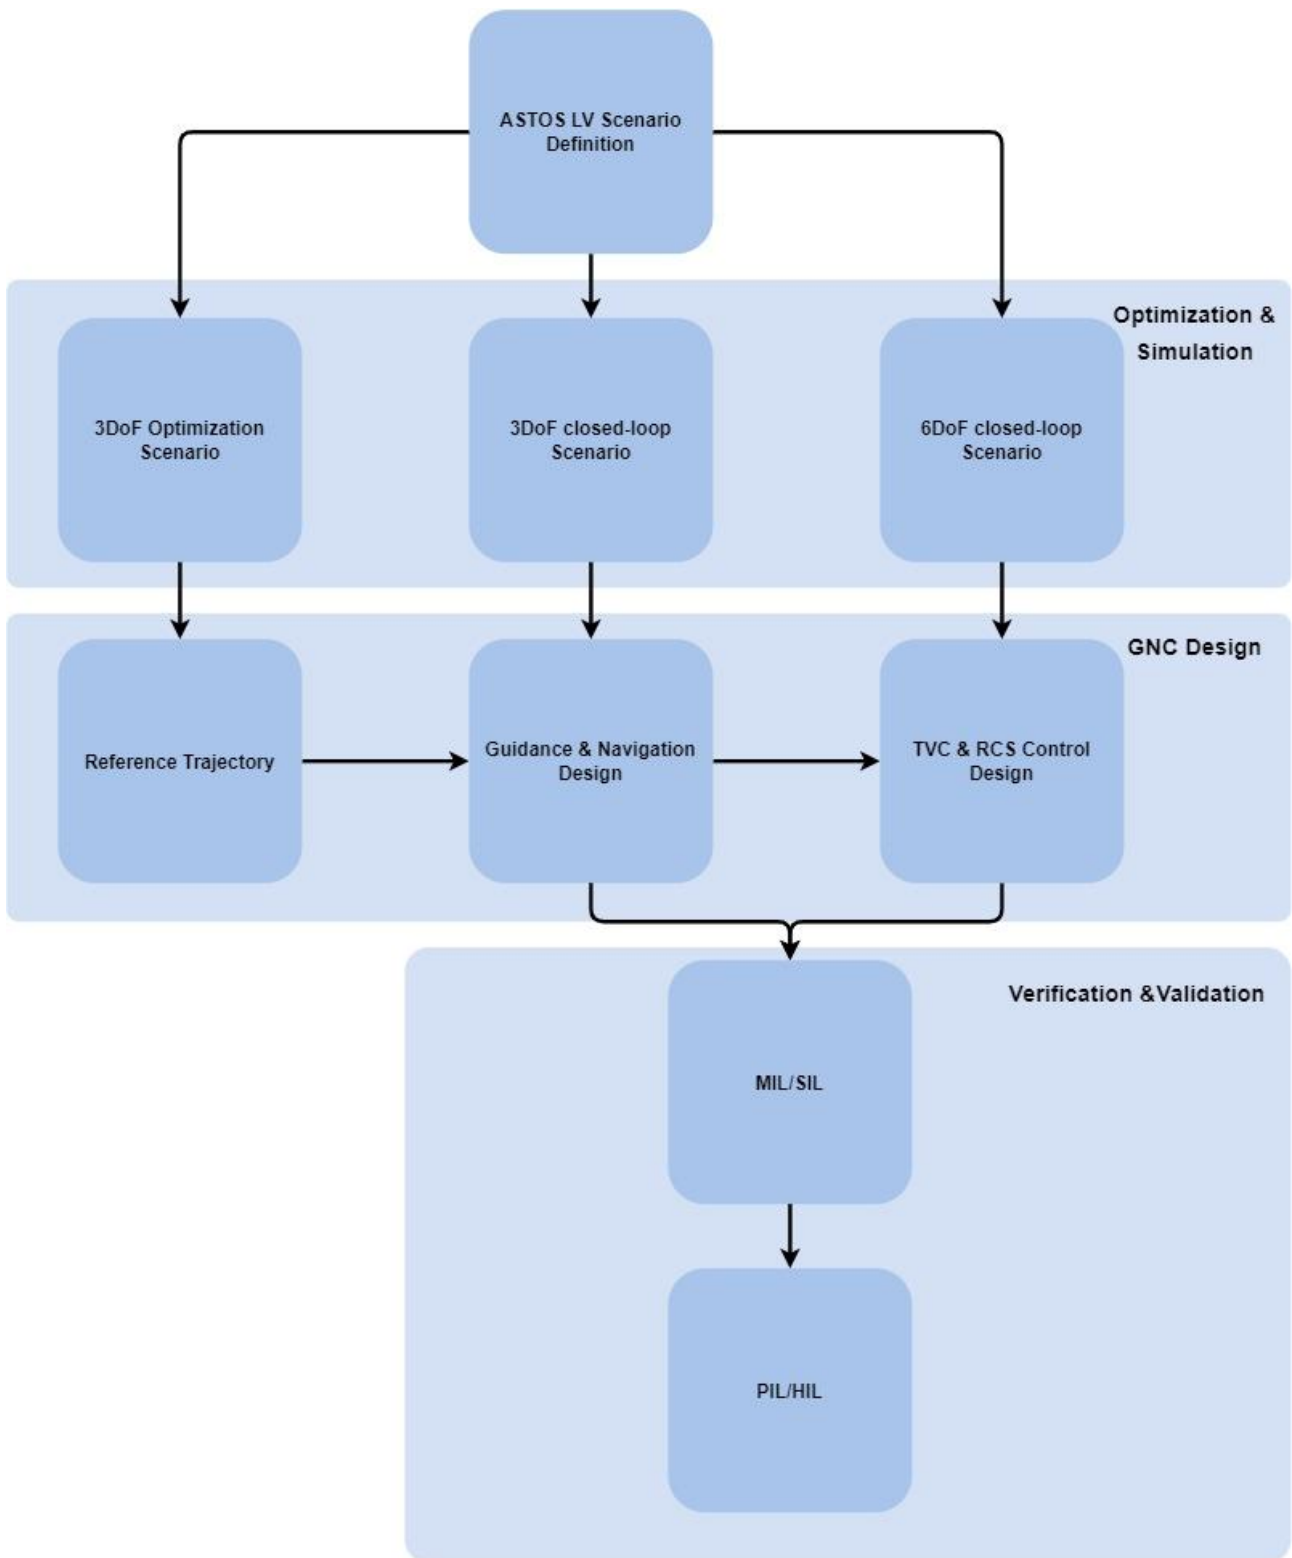 ASTOS LV Scenario
Definition
Optimization &
Simulation
3DoF Optimization
Scenario
3DoF closed-loop
Scenario
6DoF closed-loop
Scenario
GNC Design
Reference Trajectory
Guidance & Navigation
Design
TVC & RCS Control
Design
Verification &Validation
MIL/SIL
PIL/HIL